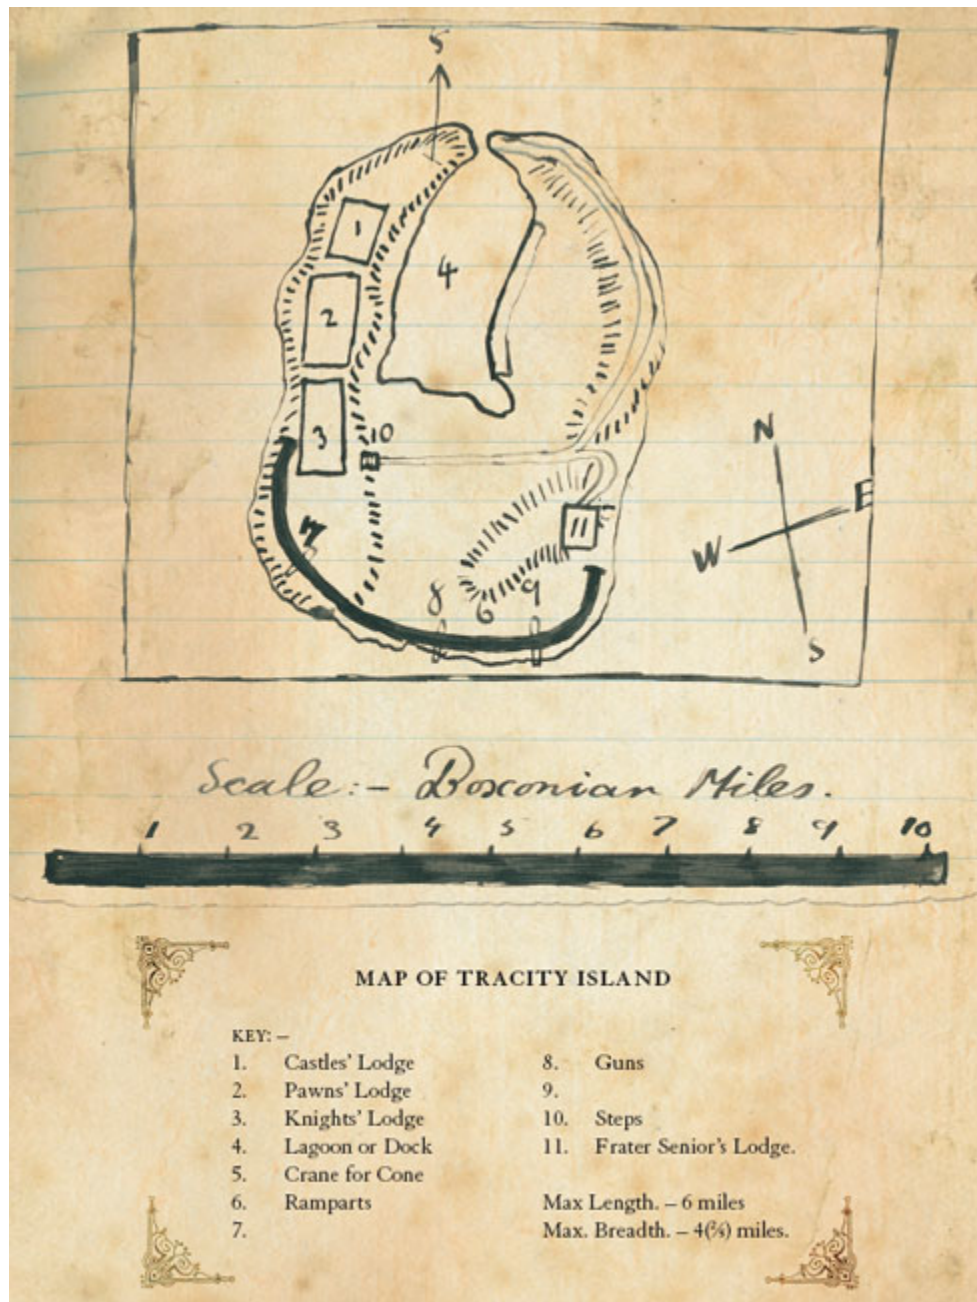 5
1
4
2
3
10
N
E
11
W
7
8
9
6
S
Scale:- Boxonian Miles.
1 2 3 4 5 6 7 8 9 10
MAP OF TRACITY ISLAND
KEY: –
1. Castles' Lodge
2. Pawns' Lodge
3. Knights' Lodge
4. Lagoon or Dock
5. Crane for Cone
6. Ramparts
7.
8. Guns
9.
10. Steps
11. Frater Senior's Lodge.
Max Length. – 6 miles
Max. Breadth. – miles.